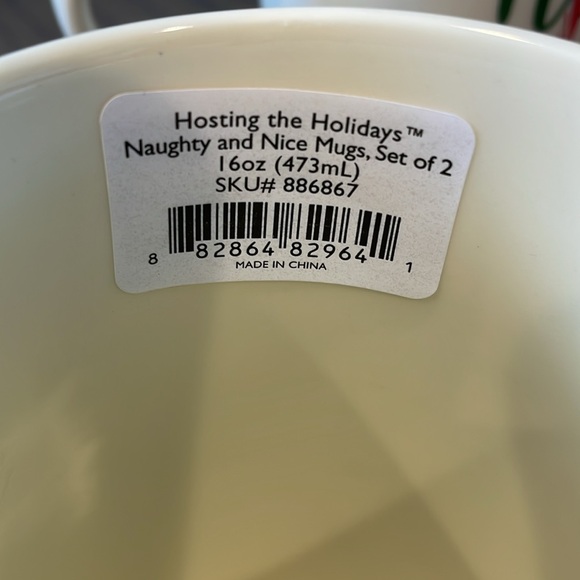 Hosting the Holidays™
Naughty and Nice Mugs, Set of 2
16oz (473mL)
SKU# 886867
8 82864 82964 1
MADE IN CHINA